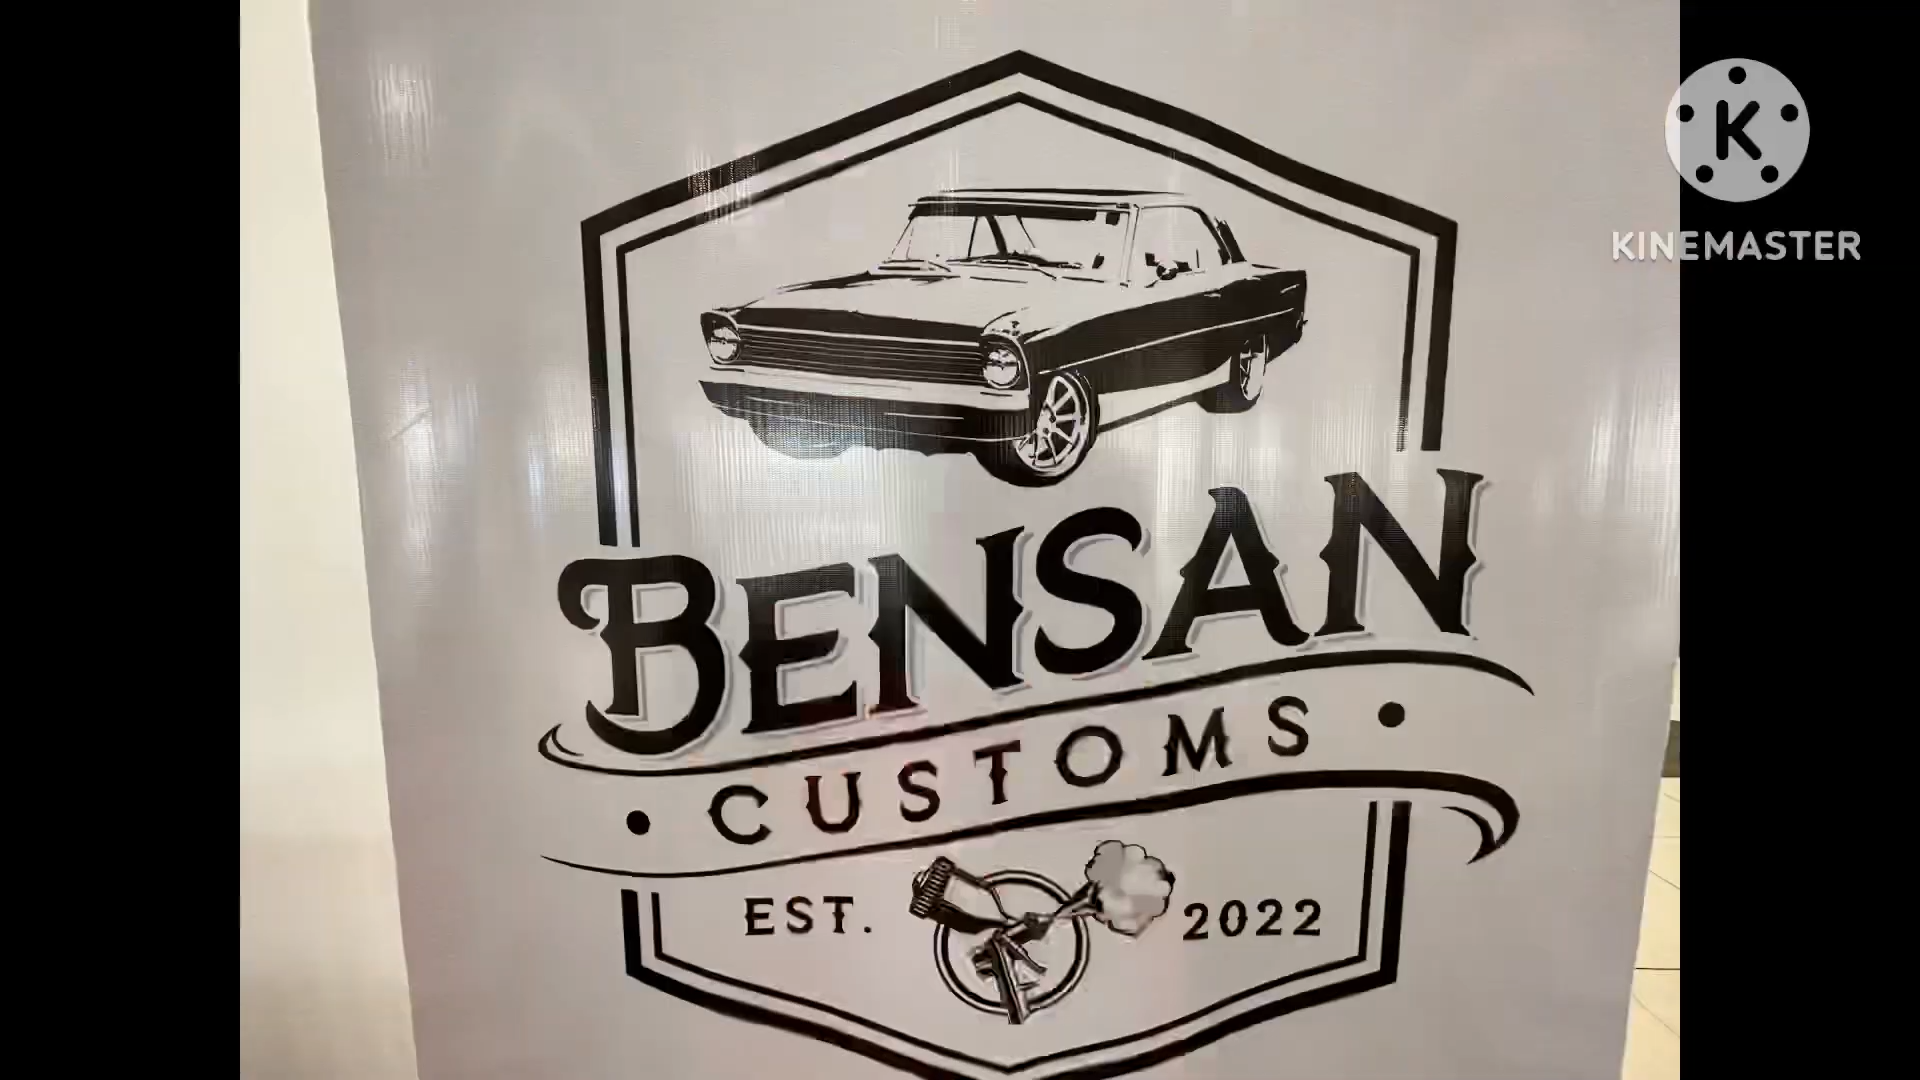 K
KINEMASTER
BENSAN
• CUSTOMS •
EST. 2022